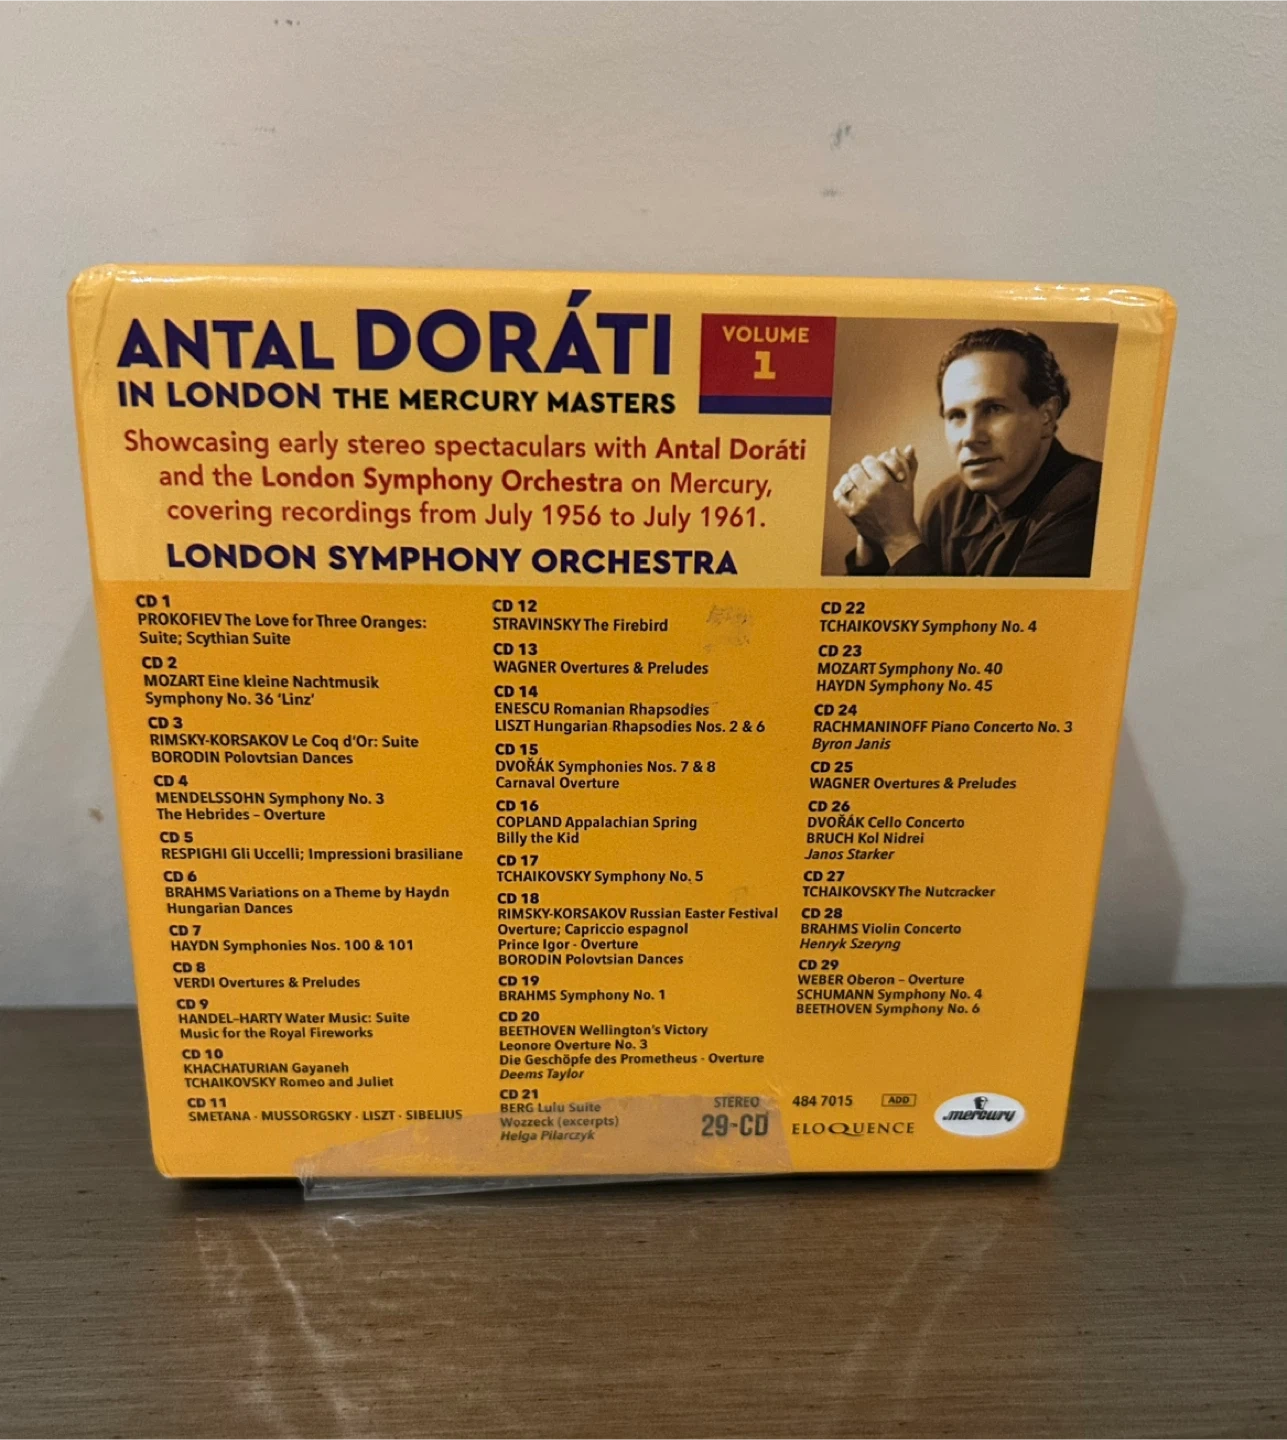 ANTAL DORÁTI
IN LONDON THE MERCURY MASTERS
VOLUME
1
Showcasing early stereo spectaculars with Antal Doráti
and the London Symphony Orchestra on Mercury,
covering recordings from July 1956 to July 1961.
LONDON SYMPHONY ORCHESTRA
CD 1
PROKOFIEV The Love for Three Oranges:
Suite; Scythian Suite
CD 2
MOZART Eine kleine Nachtmusik
Symphony No. 36 ‘Linz’
CD 3
RIMSKY-KORSAKOV Le Coq d’Or: Suite
BORODIN Polovtsian Dances
CD 4
MENDELSSOHN Symphony No. 3
The Hebrides – Overture
CD 5
RESPIGHI Gli Uccelli; Impressioni brasiliane
CD 6
BRAHMS Variations on a Theme by Haydn
Hungarian Dances
CD 7
HAYDN Symphonies Nos. 100 & 101
CD 8
VERDI Overtures & Preludes
CD 9
HANDEL–HARTY Water Music: Suite
Music for the Royal Fireworks
CD 10
KHACHATURIAN Gayaneh
TCHAIKOVSKY Romeo and Juliet
CD 11
SMETANA · MUSSORGSKY · LISZT · SIBELIUS
CD 12
STRAVINSKY The Firebird
CD 13
WAGNER Overtures & Preludes
CD 14
ENESCU Romanian Rhapsodies
LISZT Hungarian Rhapsodies Nos. 2 & 6
CD 15
DVOŘÁK Symphonies Nos. 7 & 8
Carnaval Overture
CD 16
COPLAND Appalachian Spring
Billy the Kid
CD 17
TCHAIKOVSKY Symphony No. 5
CD 18
RIMSKY-KORSAKOV Russian Easter Festival
Overture; Capriccio espagnol
Prince Igor - Overture
BORODIN Polovtsian Dances
CD 19
BRAHMS Symphony No. 1
CD 20
BEETHOVEN Wellington’s Victory
Leonore Overture No. 3
Die Geschöpfe des Prometheus - Overture
Deems Taylor
CD 21
BERG Lulu Suite
Wozzeck (excerpts)
Helga Pilarczyk
CD 22
TCHAIKOVSKY Symphony No. 4
CD 23
MOZART Symphony No. 40
HAYDN Symphony No. 45
CD 24
RACHMANINOFF Piano Concerto No. 3
Byron Janis
CD 25
WAGNER Overtures & Preludes
CD 26
DVOŘÁK Cello Concerto
BRUCH Kol Nidrei
Janos Starker
CD 27
TCHAIKOVSKY The Nutcracker
CD 28
BRAHMS Violin Concerto
Henryk Szeryng
CD 29
WEBER Oberon – Overture
SCHUMANN Symphony No. 4
BEETHOVEN Symphony No. 6
STEREO
29-CD
484 7015
ADD
ELOQUENCE
mercury